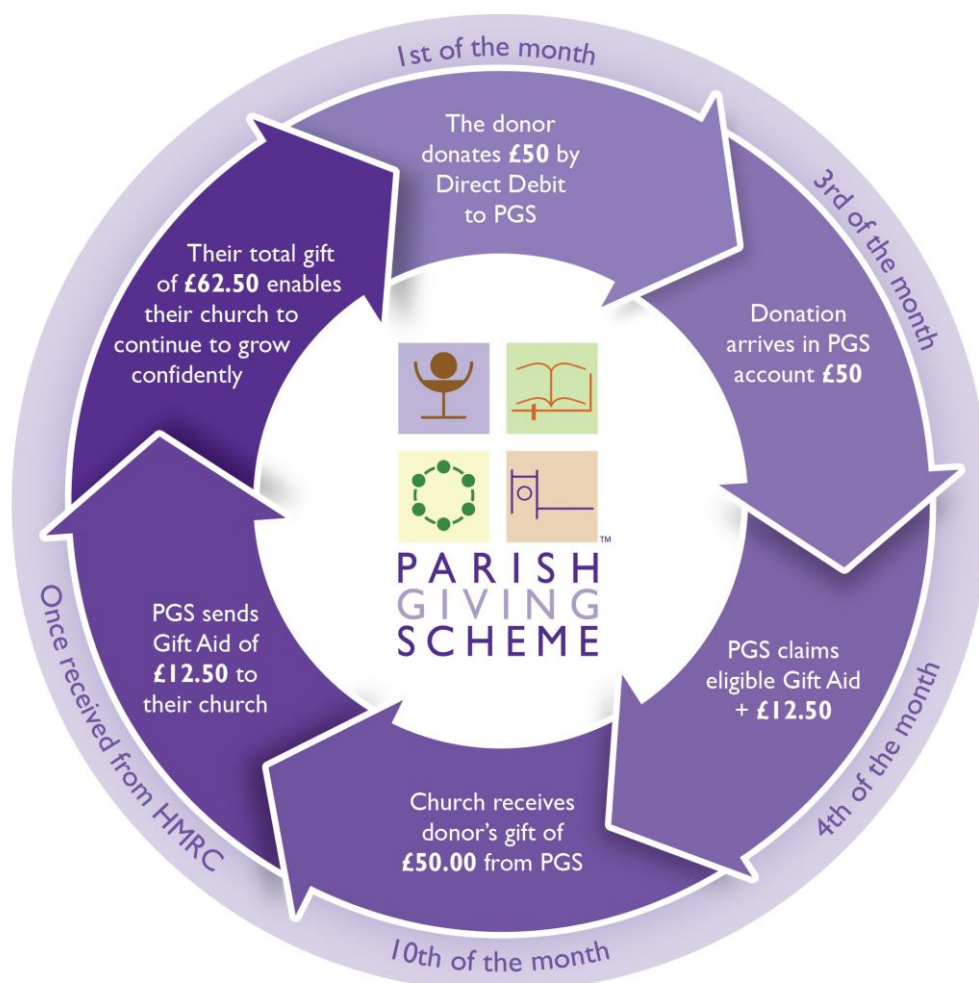 1st of the month
The donor
donates £50 by
Direct Debit
to PGS
3rd of the month
Donation
arrives in PGS
account £50
4th of the month
PGS claims
eligible Gift Aid
+ £12.50
10th of the month
Church receives
donor's gift of
£50.00 from PGS
Once received from HMRC
PGS sends
Gift Aid of
£12.50 to
their church
Their total gift
of £62.50 enables
their church to
continue to grow
confidently
TM
PARISH
GIVING
SCHEME